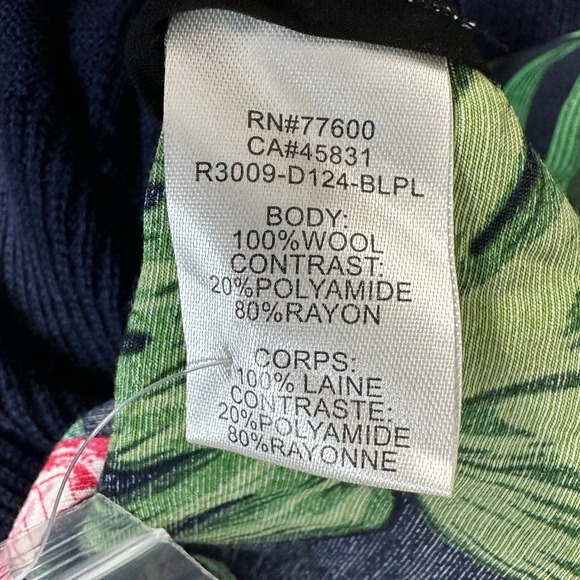 RN#77600
CA#45831
R3009-D124-BLPL
BODY:
100%WOOL
CONTRAST:
20%POLYAMIDE
80%RAYON
CORPS:
100% LAINE
CONTRASTE:
20%POLYAMIDE
80%RAYONNE